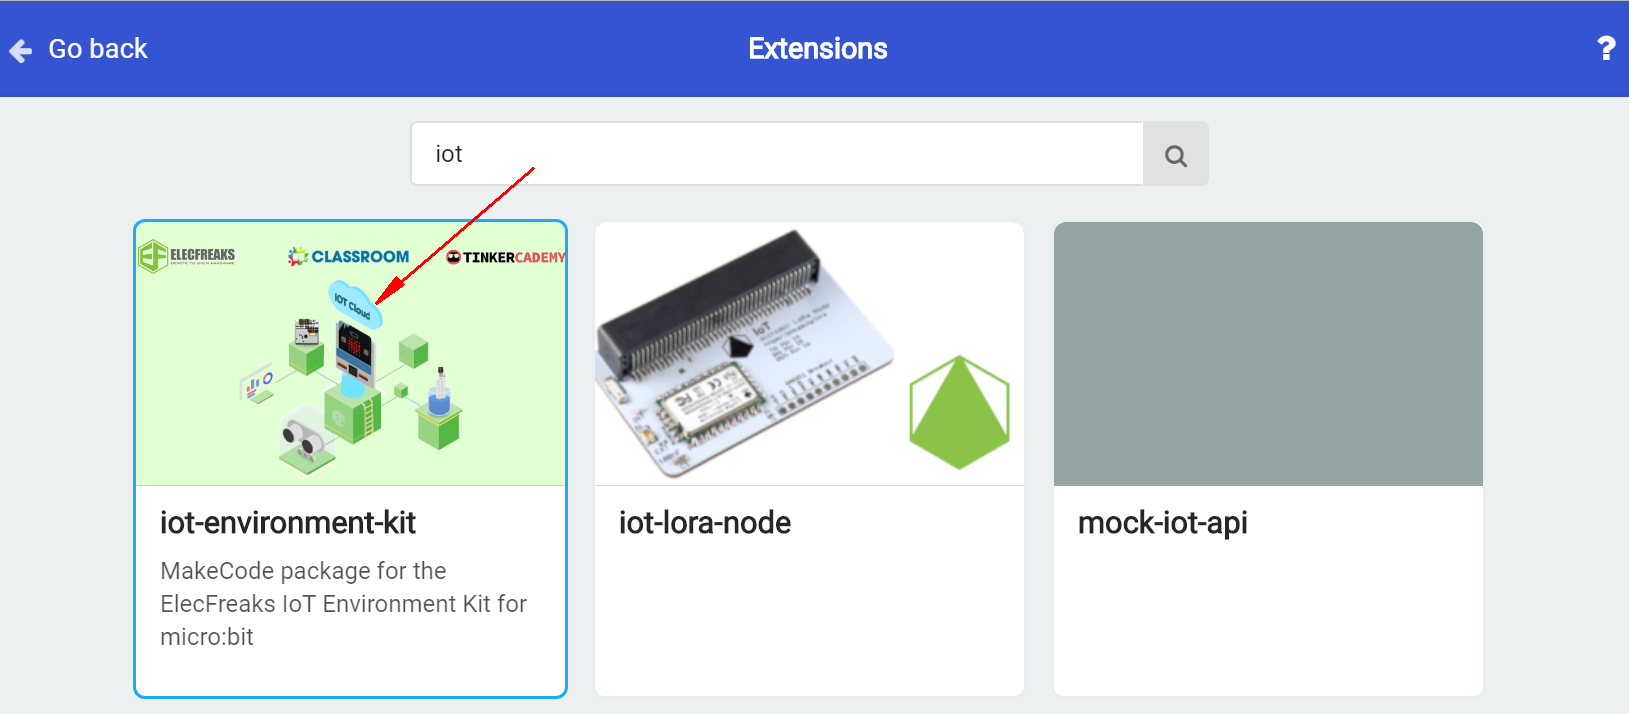 Go back
Extensions
?
iot
ELECFREAKS
CLASSROOM
TINKERCADEMY
IOT Cloud
IoT
iot-environment-kit
MakeCode package for the
ElecFreaks IoT Environment Kit for
micro:bit
iot-lora-node
mock-iot-api